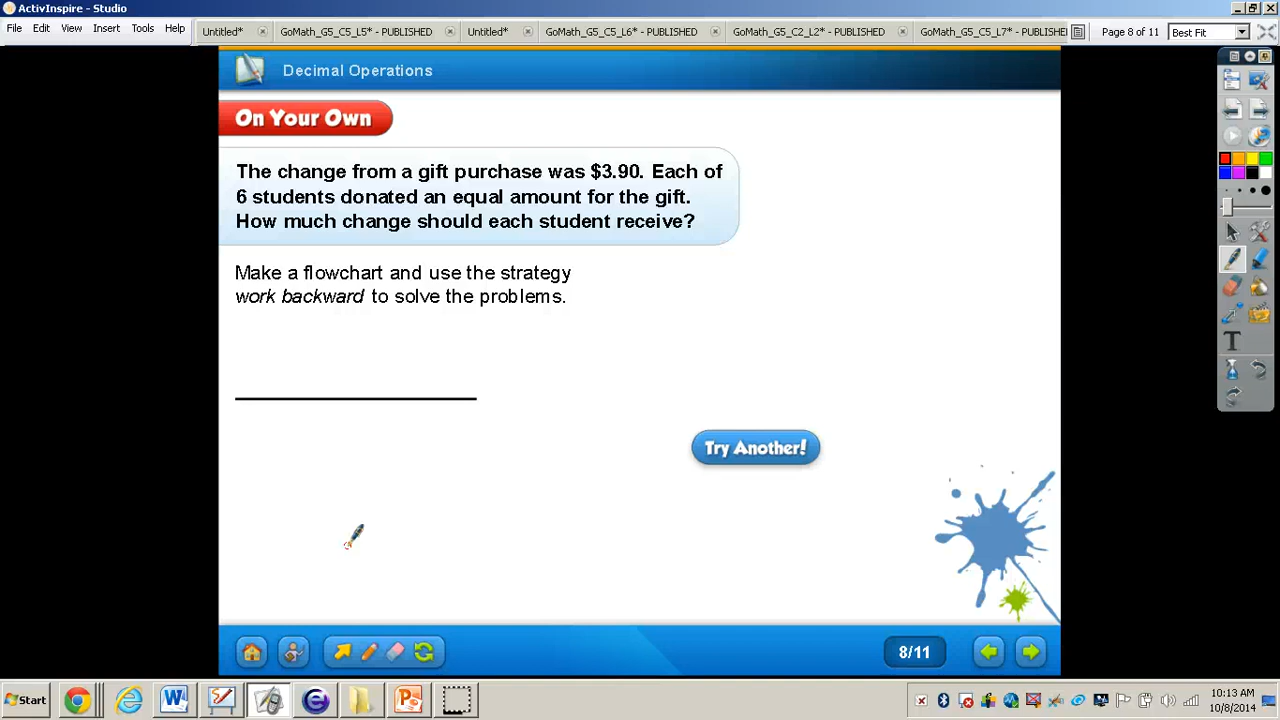 ActivInspire - Studio
File Edit View Insert Tools Help
Untitled* GoMath_G5_C5_L5* - PUBLISHED Untitled* GoMath_G5_C5_L6* - PUBLISHED GoMath_G5_C2_L2* - PUBLISHED GoMath_G5_C5_L7* - PUBLISHE
Page 8 of 11 Best Fit
Decimal Operations
On Your Own
The change from a gift purchase was $3.90. Each of
6 students donated an equal amount for the gift.
How much change should each student receive?
Make a flowchart and use the strategy
work backward to solve the problems.
Try Another!
T
8/11
Start
10:13 AM
10/8/2014